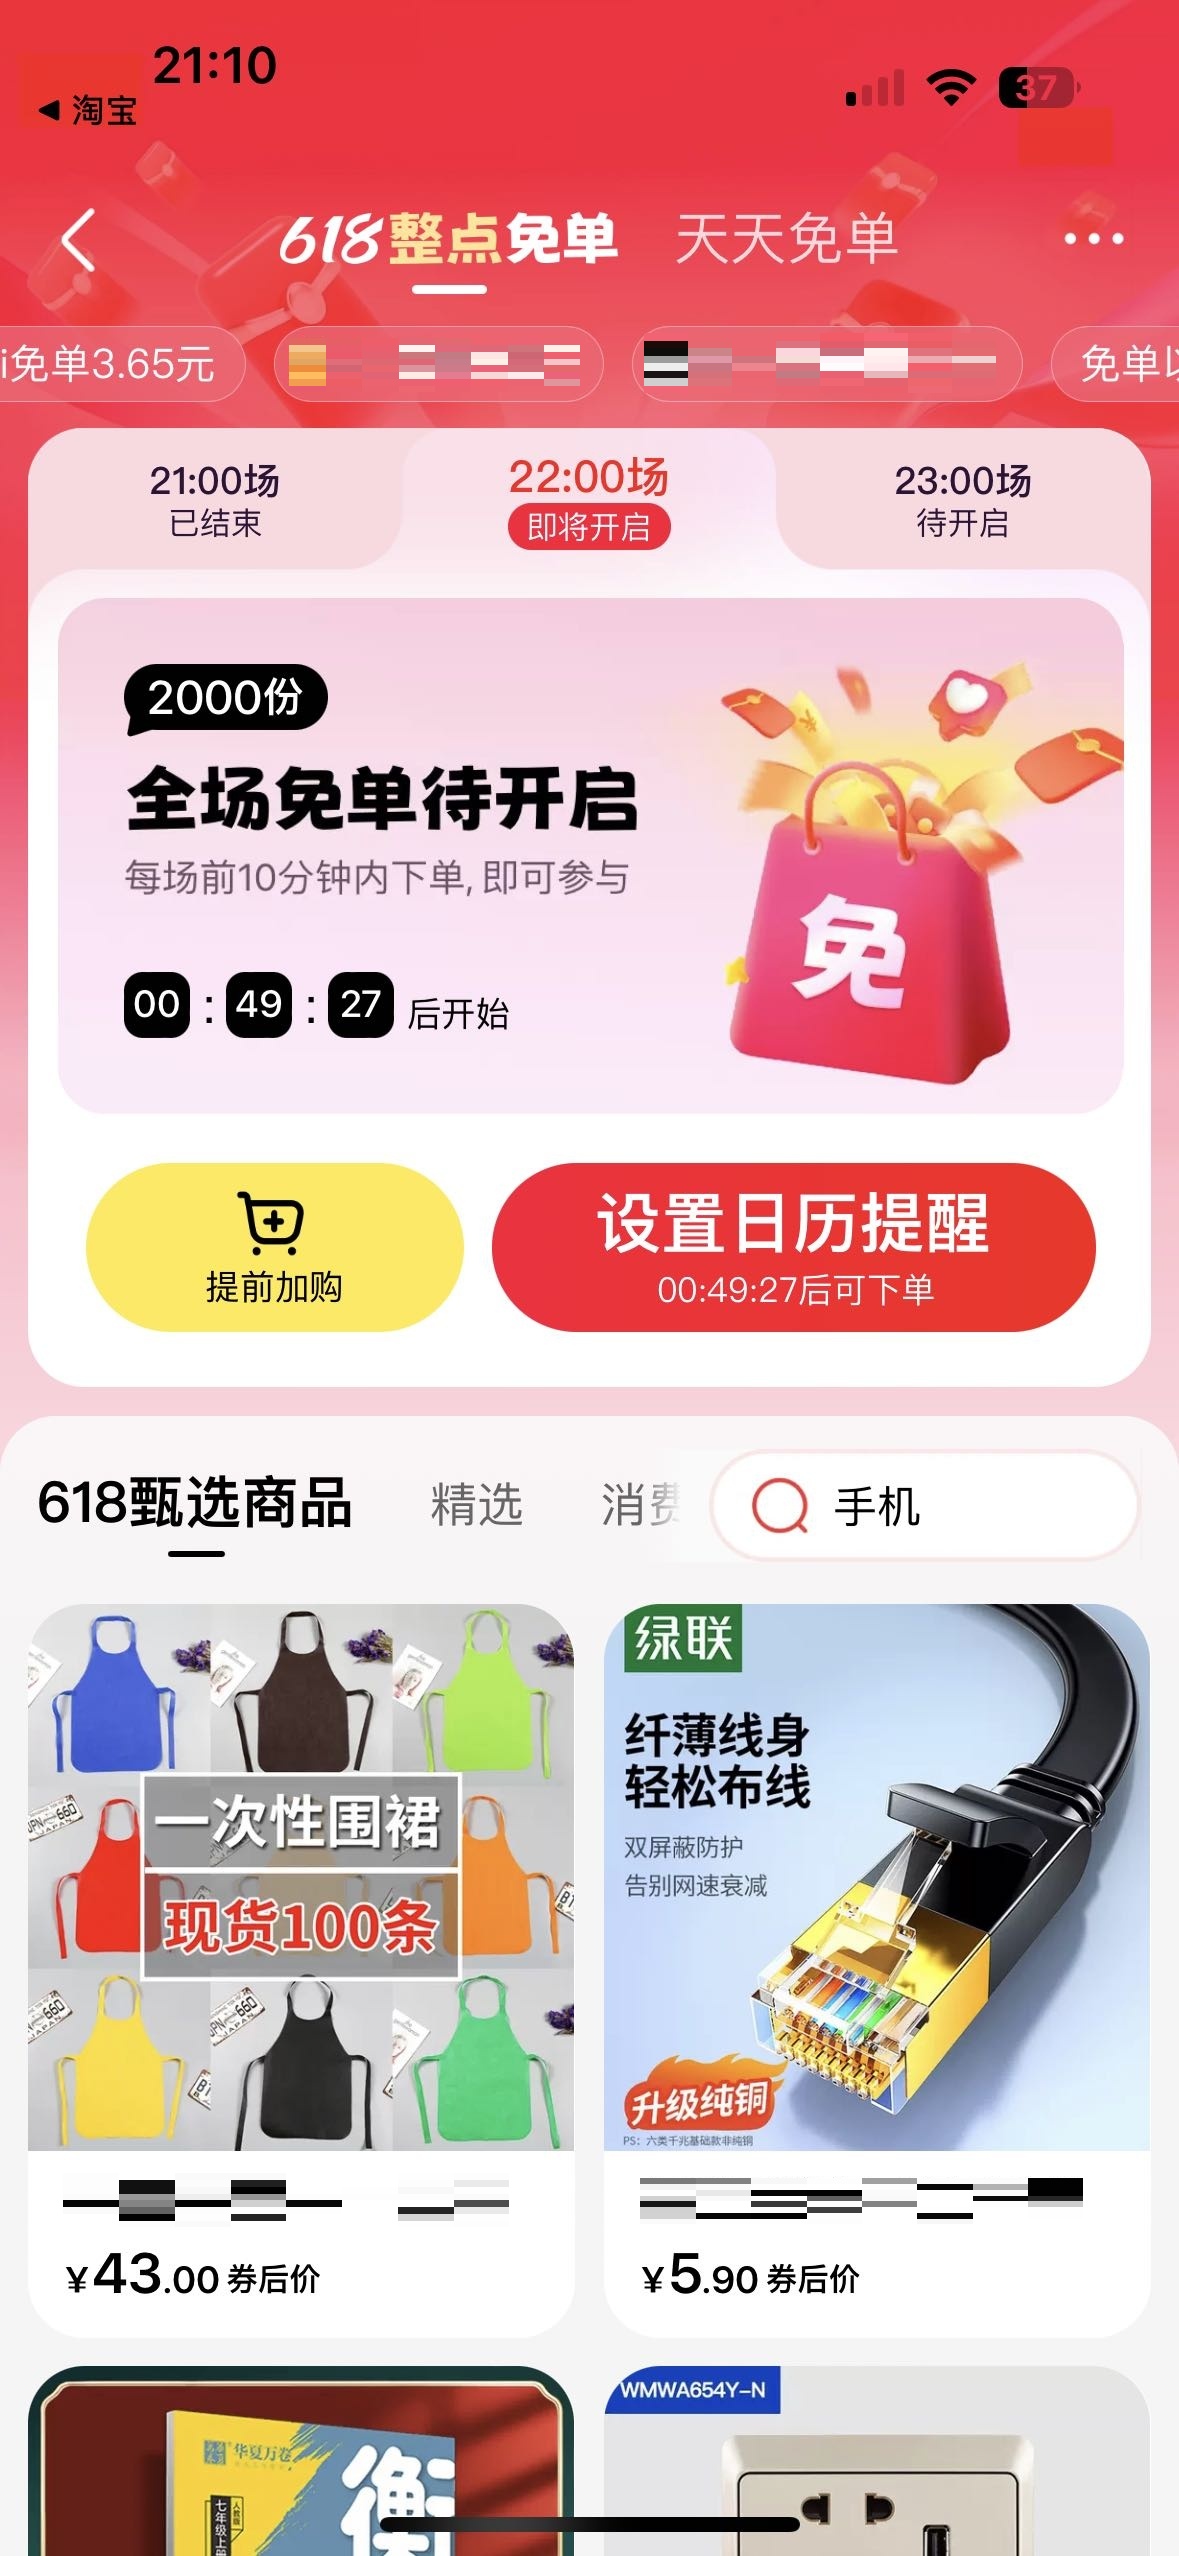 21:10
37
◀ 淘宝
618整点免单
天天免单
i免单3.65元
免单
21:00场
已结束
22:00场
即将开启
23:00场
待开启
2000份
全场免单待开启
每场前10分钟内下单, 即可参与
免
00 : 49 : 27 后开始
提前加购
设置日历提醒
00:49:27后可下单
618甄选商品
精选
消费
手机
一次性围裙
现货100条
绿联
纤薄线身
轻松布线
双屏蔽防护
告别网速衰减
升级纯铜
PS: 六类千兆基础款非纯铜
¥43.00 券后价
¥5.90 券后价
华夏万卷
七年级上册
人教版
衡
WMWA654Y-N